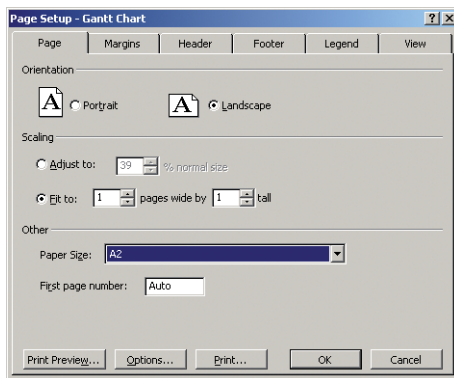 Page Setup - Gantt Chart
Page Margins Header Footer Legend View
Orientation
A Portrait A Landscape
Scaling
Adjust to: 39 % normal size
Fit to: 1 pages wide by 1 tall
Other
Paper Size: A2
First page number: Auto
Print Preview... Options... Print... OK Cancel